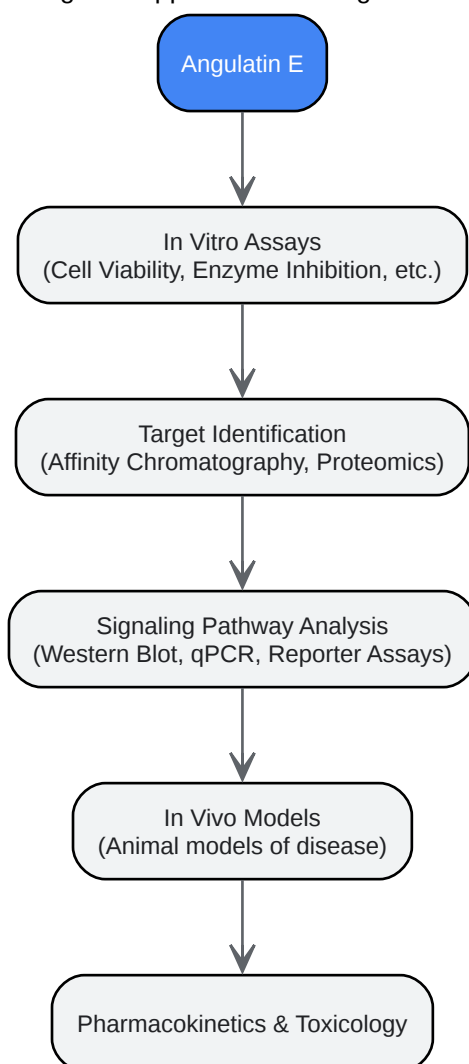 Angulatin E
In Vitro Assays
(Cell Viability, Enzyme Inhibition, etc.)
Target Identification
(Affinity Chromatography, Proteomics)
Signaling Pathway Analysis
(Western Blot, qPCR, Reporter Assays)
In Vivo Models
(Animal models of disease)
Pharmacokinetics & Toxicology